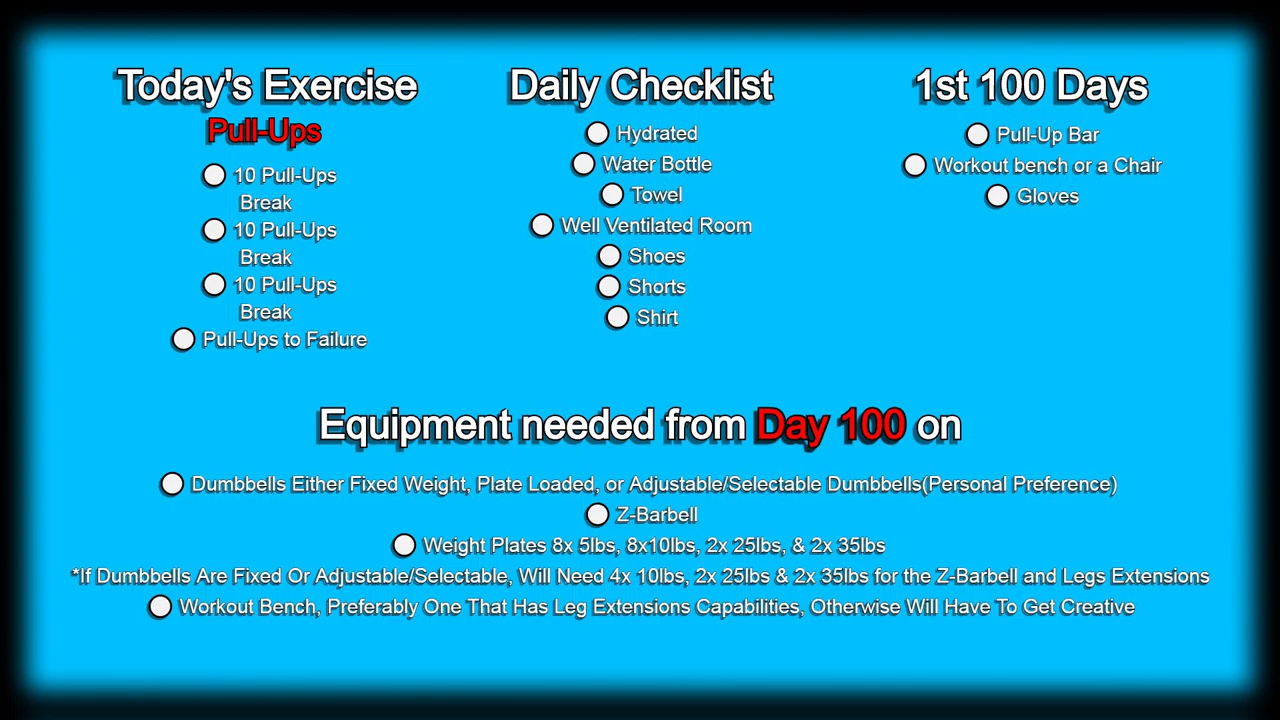 Today's Exercise
Pull-Ups
10 Pull-Ups
Break
10 Pull-Ups
Break
10 Pull-Ups
Break
Pull-Ups to Failure
Daily Checklist
Hydrated
Water Bottle
Towel
Well Ventilated Room
Shoes
Shorts
Shirt
1st 100 Days
Pull-Up Bar
Workout bench or a Chair
Gloves
Equipment needed from Day 100 on
Dumbbells Either Fixed Weight, Plate Loaded, or Adjustable/Selectable Dumbbells(Personal Preference)
Z-Barbell
Weight Plates 8x 5lbs, 8x10lbs, 2x 25lbs, & 2x 35lbs
*If Dumbbells Are Fixed Or Adjustable/Selectable, Will Need 4x 10lbs, 2x 25lbs & 2x 35lbs for the Z-Barbell and Legs Extensions
Workout Bench, Preferably One That Has Leg Extensions Capabilities, Otherwise Will Have To Get Creative